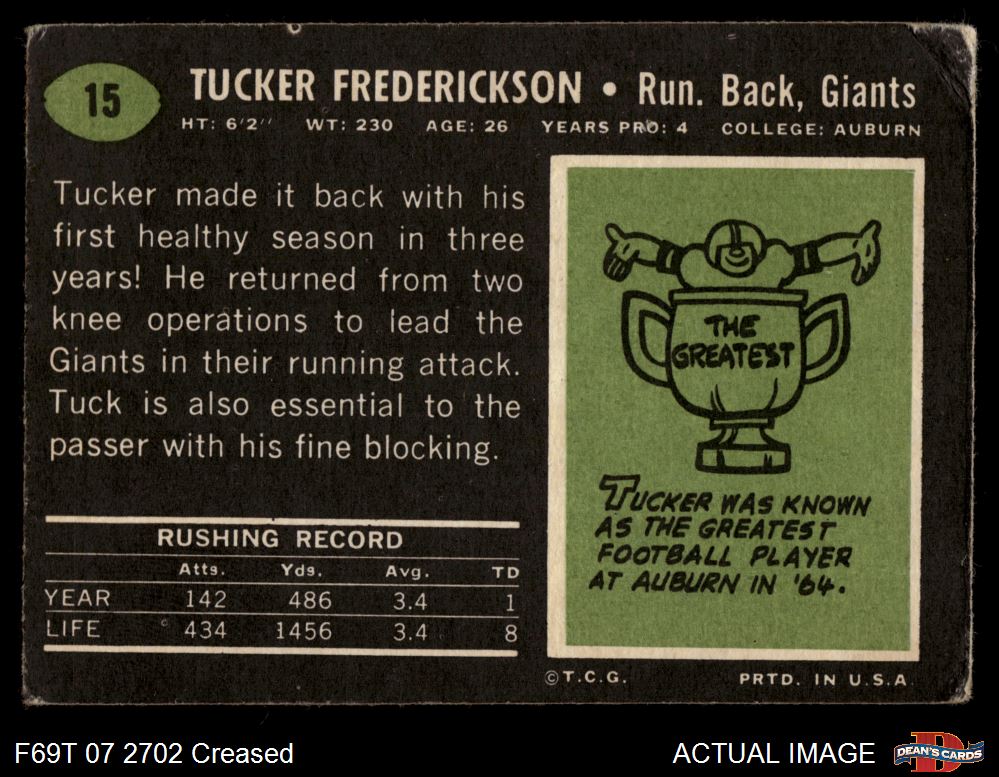 15
TUCKER FREDERICKSON • Run. Back, Giants
HT: 6'2'' WT: 230 AGE: 26 YEARS PRO: 4 COLLEGE: AUBURN
Tucker made it back with his
first healthy season in three
years! He returned from two
knee operations to lead the
Giants in their running attack.
Tuck is also essential to the
passer with his fine blocking.
RUSHING RECORD
Atts. Yds. Avg. TD
YEAR 142 486 3.4 1
LIFE 434 1456 3.4 8
THE
GREATEST
TUCKER WAS KNOWN
AS THE GREATEST
FOOTBALL PLAYER
AT AUBURN IN '64.
©T.C.G. PRTD. IN U.S.A.
F69T 07 2702 Creased
ACTUAL IMAGE
D
DEAN'S CARDS